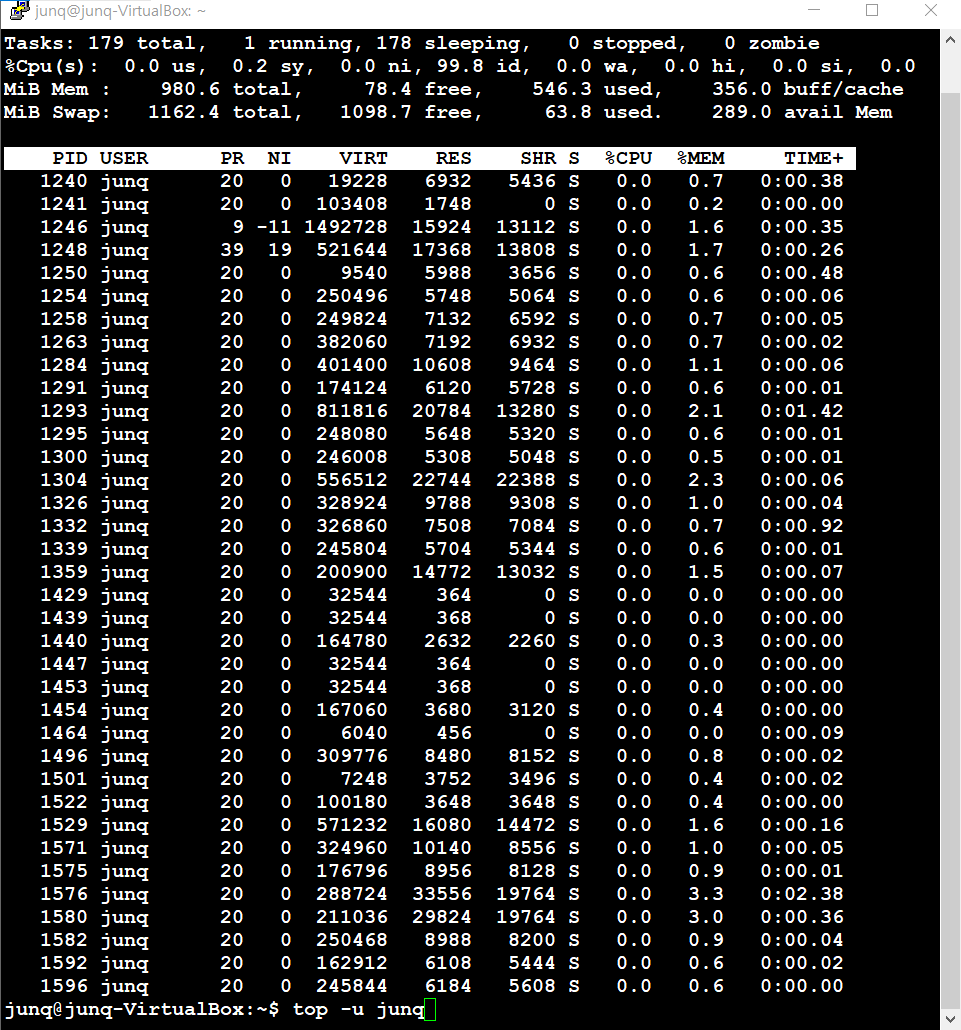 junq@junq-VirtualBox: ~
Tasks: 179 total,   1 running, 178 sleeping,   0 stopped,   0 zombie
%Cpu(s):  0.0 us,  0.2 sy,  0.0 ni, 99.8 id,  0.0 wa,  0.0 hi,  0.0 si,  0.0
MiB Mem :    980.6 total,     78.4 free,    546.3 used,    356.0 buff/cache
MiB Swap:   1162.4 total,   1098.7 free,     63.8 used.    289.0 avail Mem
PID USER      PR  NI    VIRT    RES    SHR S  %CPU  %MEM     TIME+
1240 junq      20   0   19228   6932   5436 S   0.0   0.7   0:00.38
1241 junq      20   0  103408   1748      0 S   0.0   0.2   0:00.00
1246 junq       9 -11 1492728  15924  13112 S   0.0   1.6   0:00.35
1248 junq      39  19  521644  17368  13808 S   0.0   1.7   0:00.26
1250 junq      20   0    9540   5988   3656 S   0.0   0.6   0:00.48
1254 junq      20   0  250496   5748   5064 S   0.0   0.6   0:00.06
1258 junq      20   0  249824   7132   6592 S   0.0   0.7   0:00.05
1263 junq      20   0  382060   7192   6932 S   0.0   0.7   0:00.02
1284 junq      20   0  401400  10608   9464 S   0.0   1.1   0:00.06
1291 junq      20   0  174124   6120   5728 S   0.0   0.6   0:00.01
1293 junq      20   0  811816  20784  13280 S   0.0   2.1   0:01.42
1295 junq      20   0  248080   5648   5320 S   0.0   0.6   0:00.01
1300 junq      20   0  246008   5308   5048 S   0.0   0.5   0:00.01
1304 junq      20   0  556512  22744  22388 S   0.0   2.3   0:00.06
1326 junq      20   0  328924   9788   9308 S   0.0   1.0   0:00.04
1332 junq      20   0  326860   7508   7084 S   0.0   0.7   0:00.92
1339 junq      20   0  245804   5704   5344 S   0.0   0.6   0:00.01
1359 junq      20   0  200900  14772  13032 S   0.0   1.5   0:00.07
1429 junq      20   0   32544    364      0 S   0.0   0.0   0:00.00
1439 junq      20   0   32544    368      0 S   0.0   0.0   0:00.00
1440 junq      20   0  164780   2632   2260 S   0.0   0.3   0:00.00
1447 junq      20   0   32544    364      0 S   0.0   0.0   0:00.00
1453 junq      20   0   32544    368      0 S   0.0   0.0   0:00.00
1454 junq      20   0  167060   3680   3120 S   0.0   0.4   0:00.00
1464 junq      20   0    6040    456      0 S   0.0   0.0   0:00.09
1496 junq      20   0  309776   8480   8152 S   0.0   0.8   0:00.02
1501 junq      20   0    7248   3752   3496 S   0.0   0.4   0:00.02
1522 junq      20   0  100180   3648   3648 S   0.0   0.4   0:00.00
1529 junq      20   0  571232  16080  14472 S   0.0   1.6   0:00.16
1571 junq      20   0  324960  10140   8556 S   0.0   1.0   0:00.05
1575 junq      20   0  176796   8956   8128 S   0.0   0.9   0:00.01
1576 junq      20   0  288724  33556  19764 S   0.0   3.3   0:02.38
1580 junq      20   0  211036  29824  19764 S   0.0   3.0   0:00.36
1582 junq      20   0  250468   8988   8200 S   0.0   0.9   0:00.04
1592 junq      20   0  162912   6108   5444 S   0.0   0.6   0:00.02
1596 junq      20   0  245844   6184   5608 S   0.0   0.6   0:00.00
junq@junq-VirtualBox:~$ top -u junq